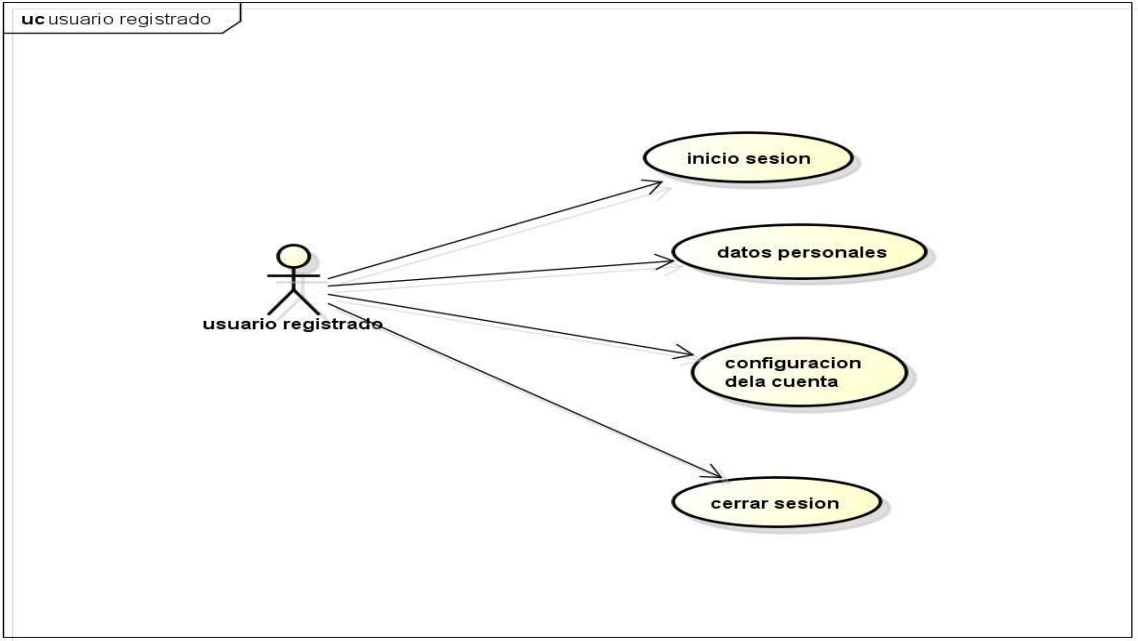 uc usuario registrado
inicio sesion
datos personales
usuario registrado
configuracion
dela cuenta
cerrar sesion